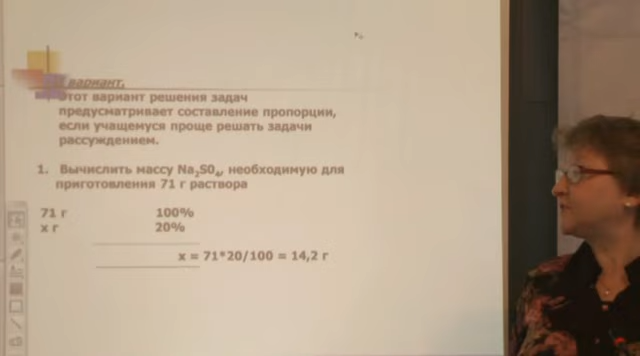 вариант.
Этот вариант решения задач
предусматривает составление пропорции,
если учащемуся проще решать задачи
рассуждением.
1. Вычислить массу Na₂SO₄, необходимую для
приготовления 71 г раствора
71 г 100%
х г 20%
х = 71*20/100 = 14,2 г